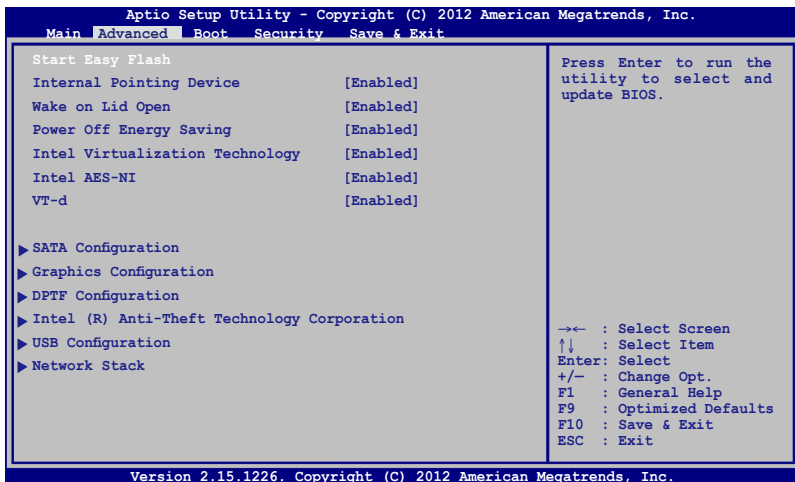 Aptio Setup Utility - Copyright (C) 2012 American Megatrends, Inc.
Main Advanced Boot Security Save & Exit
Start Easy Flash
Internal Pointing Device [Enabled]
Wake on Lid Open [Enabled]
Power Off Energy Saving [Enabled]
Intel Virtualization Technology [Enabled]
Intel AES-NI [Enabled]
VT-d [Enabled]
SATA Configuration
Graphics Configuration
DPTF Configuration
Intel (R) Anti-Theft Technology Corporation
USB Configuration
Network Stack
Press Enter to run the
utility to select and
update BIOS.
→← : Select Screen
↑↓ : Select Item
Enter: Select
+/— : Change Opt.
F1 : General Help
F9 : Optimized Defaults
F10 : Save & Exit
ESC : Exit
Version 2.15.1226. Copyright (C) 2012 American Megatrends, Inc.